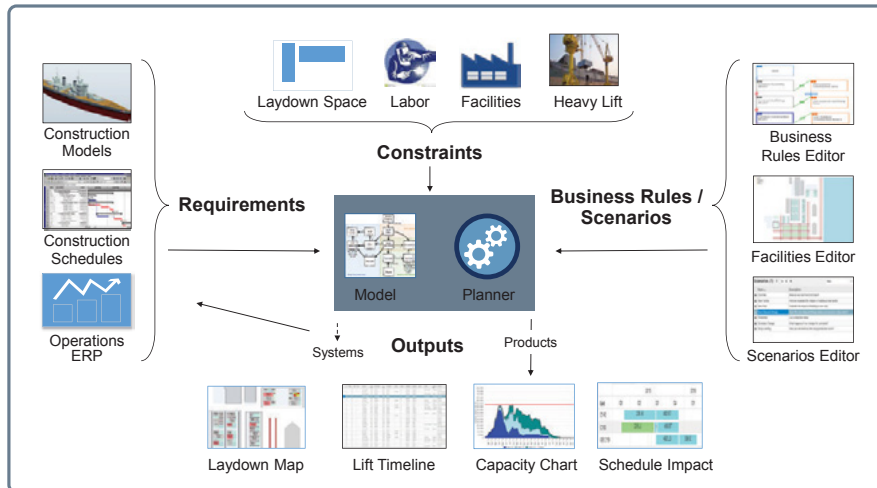 Laydown Space
Labor
Facilities
Heavy Lift
Construction
Models
Constraints
Business
Rules Editor
Requirements
Business Rules /
Scenarios
Construction
Schedules
Facilities Editor
Model
Planner
Operations
ERP
Systems
Outputs
Products
Scenarios Editor
Laydown Map
Lift Timeline
Capacity Chart
Schedule Impact